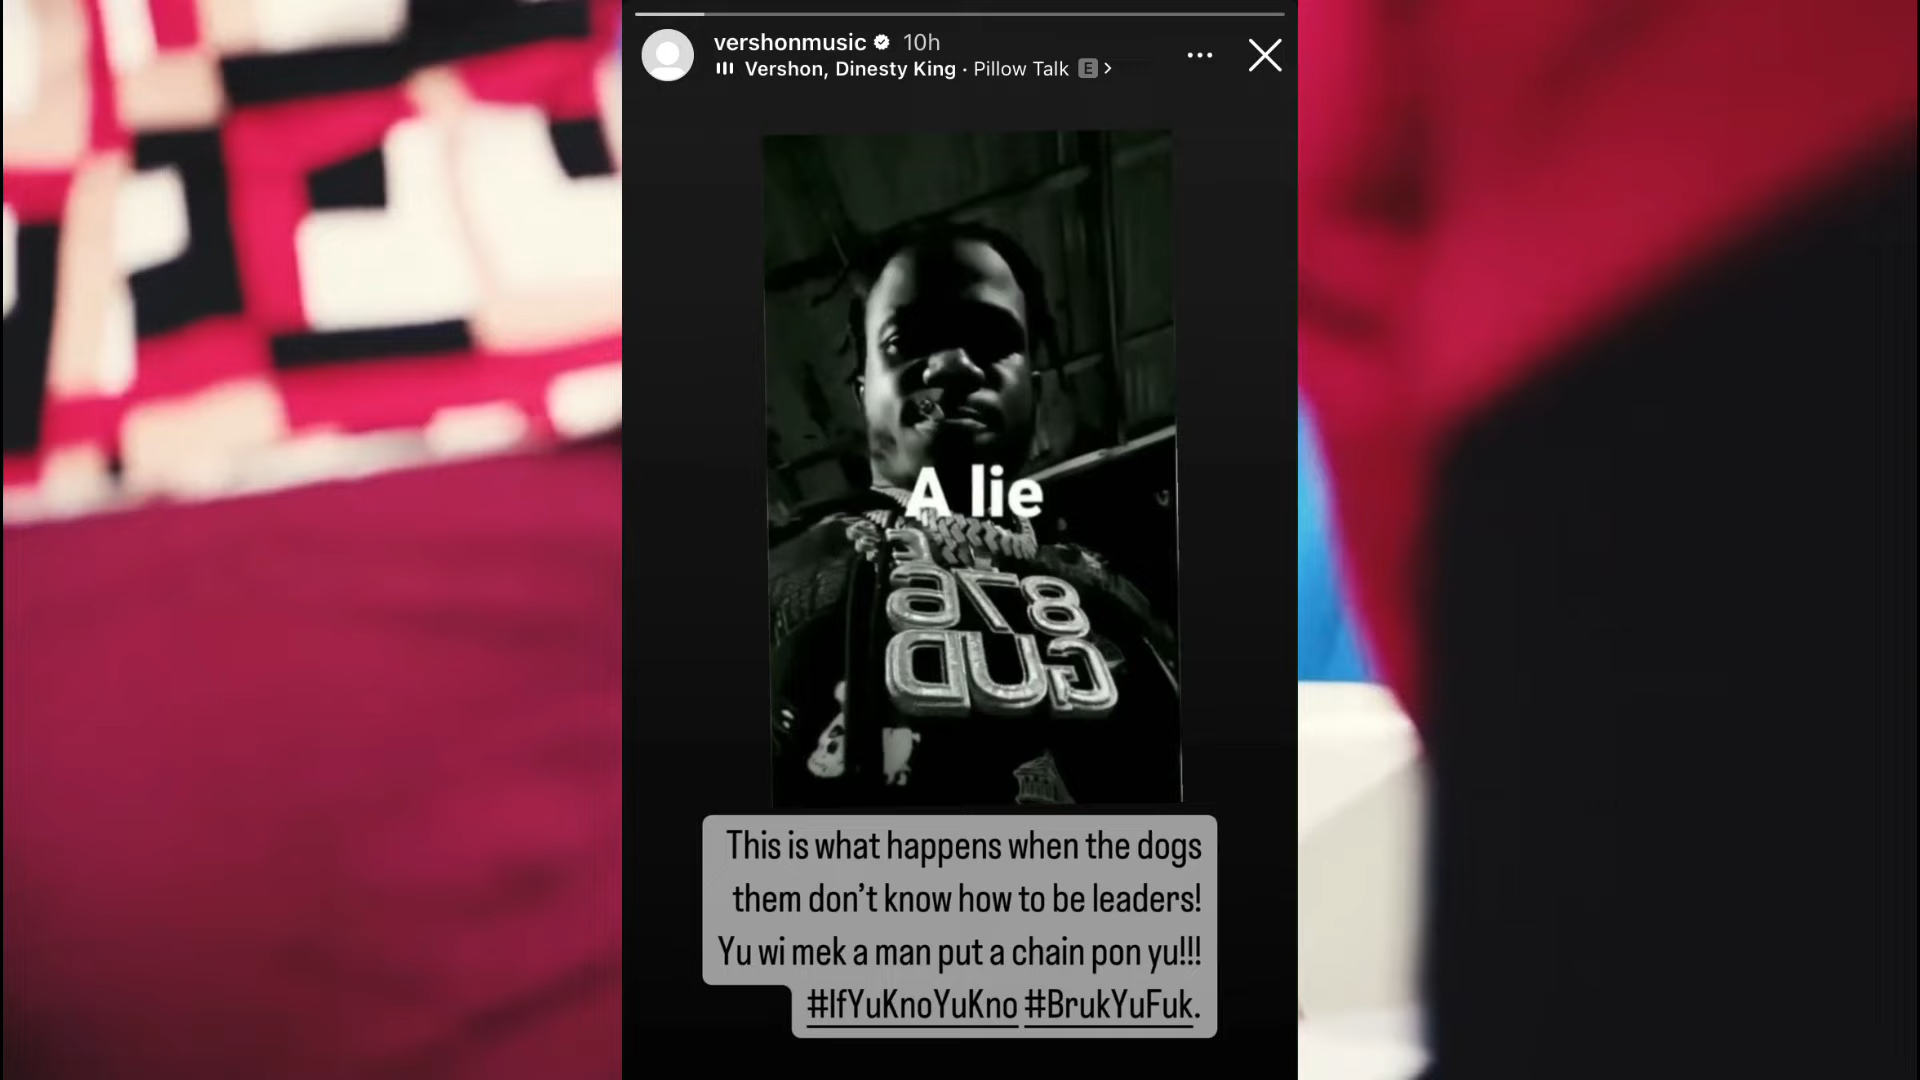 vershonmusic 10h
Vershon, Dinesty King · Pillow Talk E >
A lie
876
GUD
This is what happens when the dogs
them don't know how to be leaders!
Yu wi mek a man put a chain pon yu!!!
#IfYuKnoYuKno #BrukYuFuk.